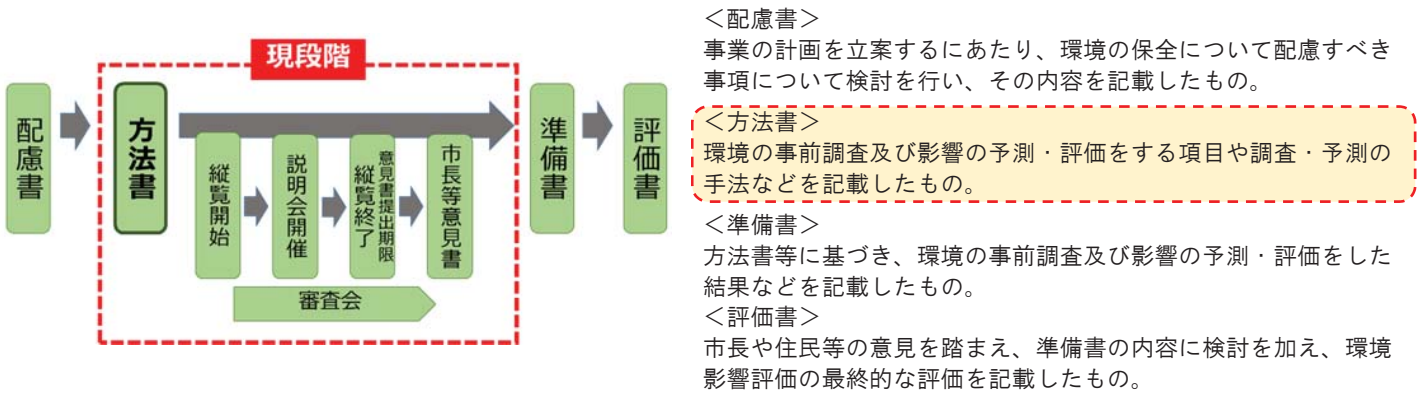 現段階
配慮書
方法書
縦覧開始
説明会開催
縦覧終了
意見書提出期限
市長等意見書
審査会
準備書
評価書
＜配慮書＞
事業の計画を立案するにあたり、環境の保全について配慮すべき
事項について検討を行い、その内容を記載したもの。
＜方法書＞
環境の事前調査及び影響の予測・評価をする項目や調査・予測の
手法などを記載したもの。
＜準備書＞
方法書等に基づき、環境の事前調査及び影響の予測・評価をした
結果などを記載したもの。
＜評価書＞
市長や住民等の意見を踏まえ、準備書の内容に検討を加え、環境
影響評価の最終的な評価を記載したもの。